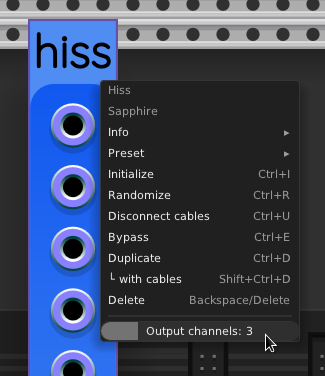 hiss
Hiss
Sapphire
Info ▸
Preset ▸
Initialize Ctrl+I
Randomize Ctrl+R
Disconnect cables Ctrl+U
Bypass Ctrl+E
Duplicate Ctrl+D
└ with cables Shift+Ctrl+D
Delete Backspace/Delete
Output channels: 3